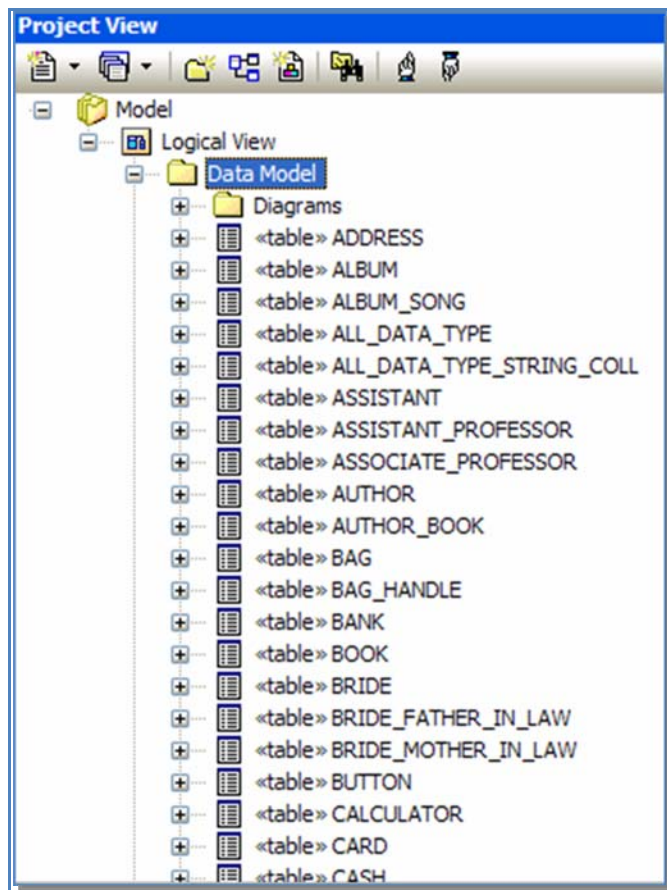 Project View
Model
Logical View
Data Model
Diagrams
«table» ADDRESS
«table» ALBUM
«table» ALBUM_SONG
«table» ALL_DATA_TYPE
«table» ALL_DATA_TYPE_STRING_COLL
«table» ASSISTANT
«table» ASSISTANT_PROFESSOR
«table» ASSOCIATE_PROFESSOR
«table» AUTHOR
«table» AUTHOR_BOOK
«table» BAG
«table» BAG_HANDLE
«table» BANK
«table» BOOK
«table» BRIDE
«table» BRIDE_FATHER_IN_LAW
«table» BRIDE_MOTHER_IN_LAW
«table» BUTTON
«table» CALCULATOR
«table» CARD
«table» CASH